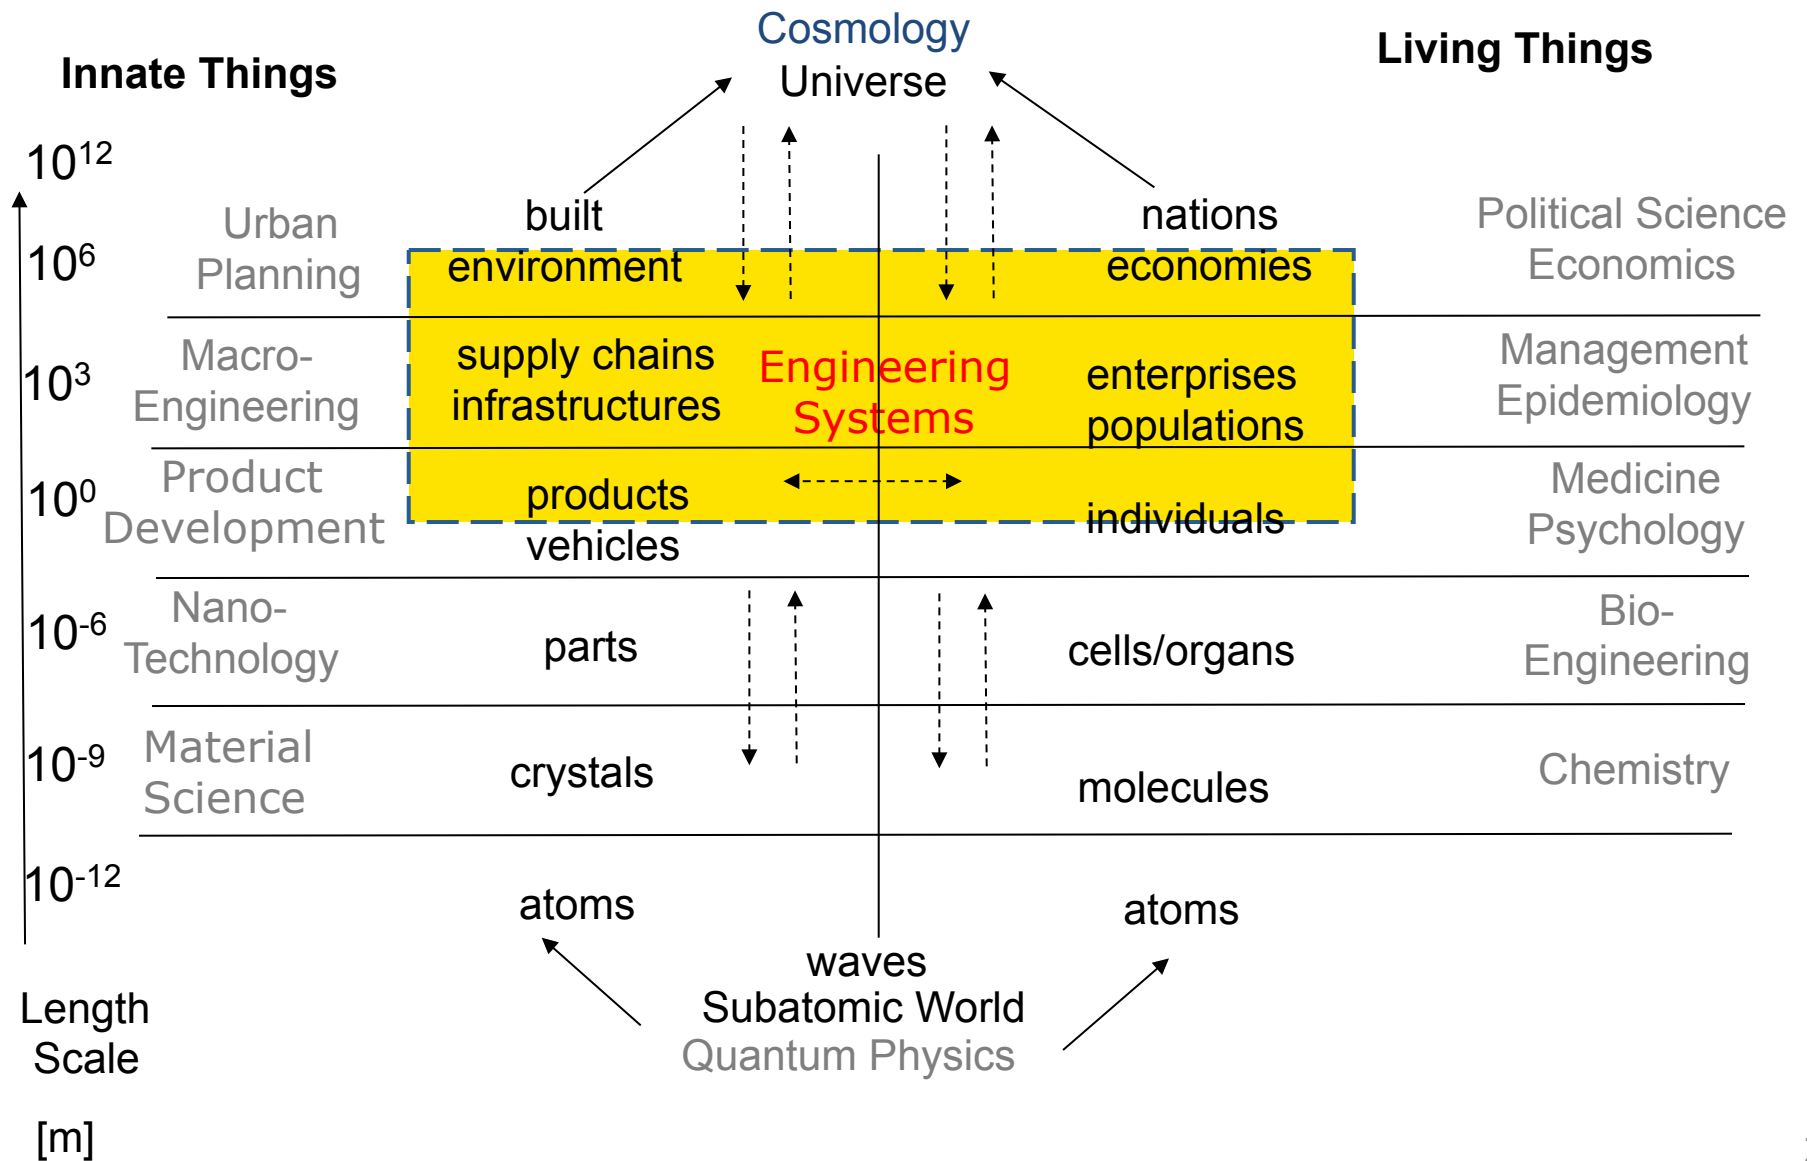 Cosmology
Universe
Innate Things
Living Things
10¹²
Urban
Planning
built
environment
nations
economies
Political Science
Economics
10⁶
Macro-
Engineering
supply chains
infrastructures
Engineering
Systems
enterprises
populations
Management
Epidemiology
10³
Product
Development
products
vehicles
individuals
Medicine
Psychology
10⁰
Nano-
Technology
parts
cells/organs
Bio-
Engineering
10⁻⁶
Material
Science
crystals
molecules
Chemistry
10⁻⁹
10⁻¹²
atoms
atoms
waves
Subatomic World
Quantum Physics
Length
Scale
[m]